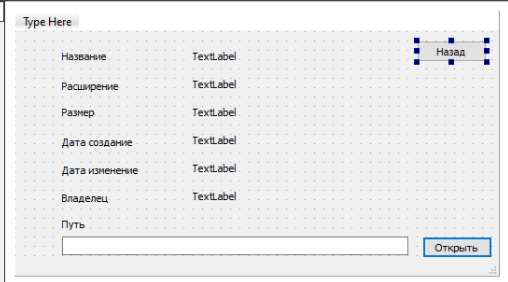 Type Here
Назад
Название TextLabel
Расширение TextLabel
Размер TextLabel
Дата создание TextLabel
Дата изменение TextLabel
Владелец TextLabel
Путь
Открыть